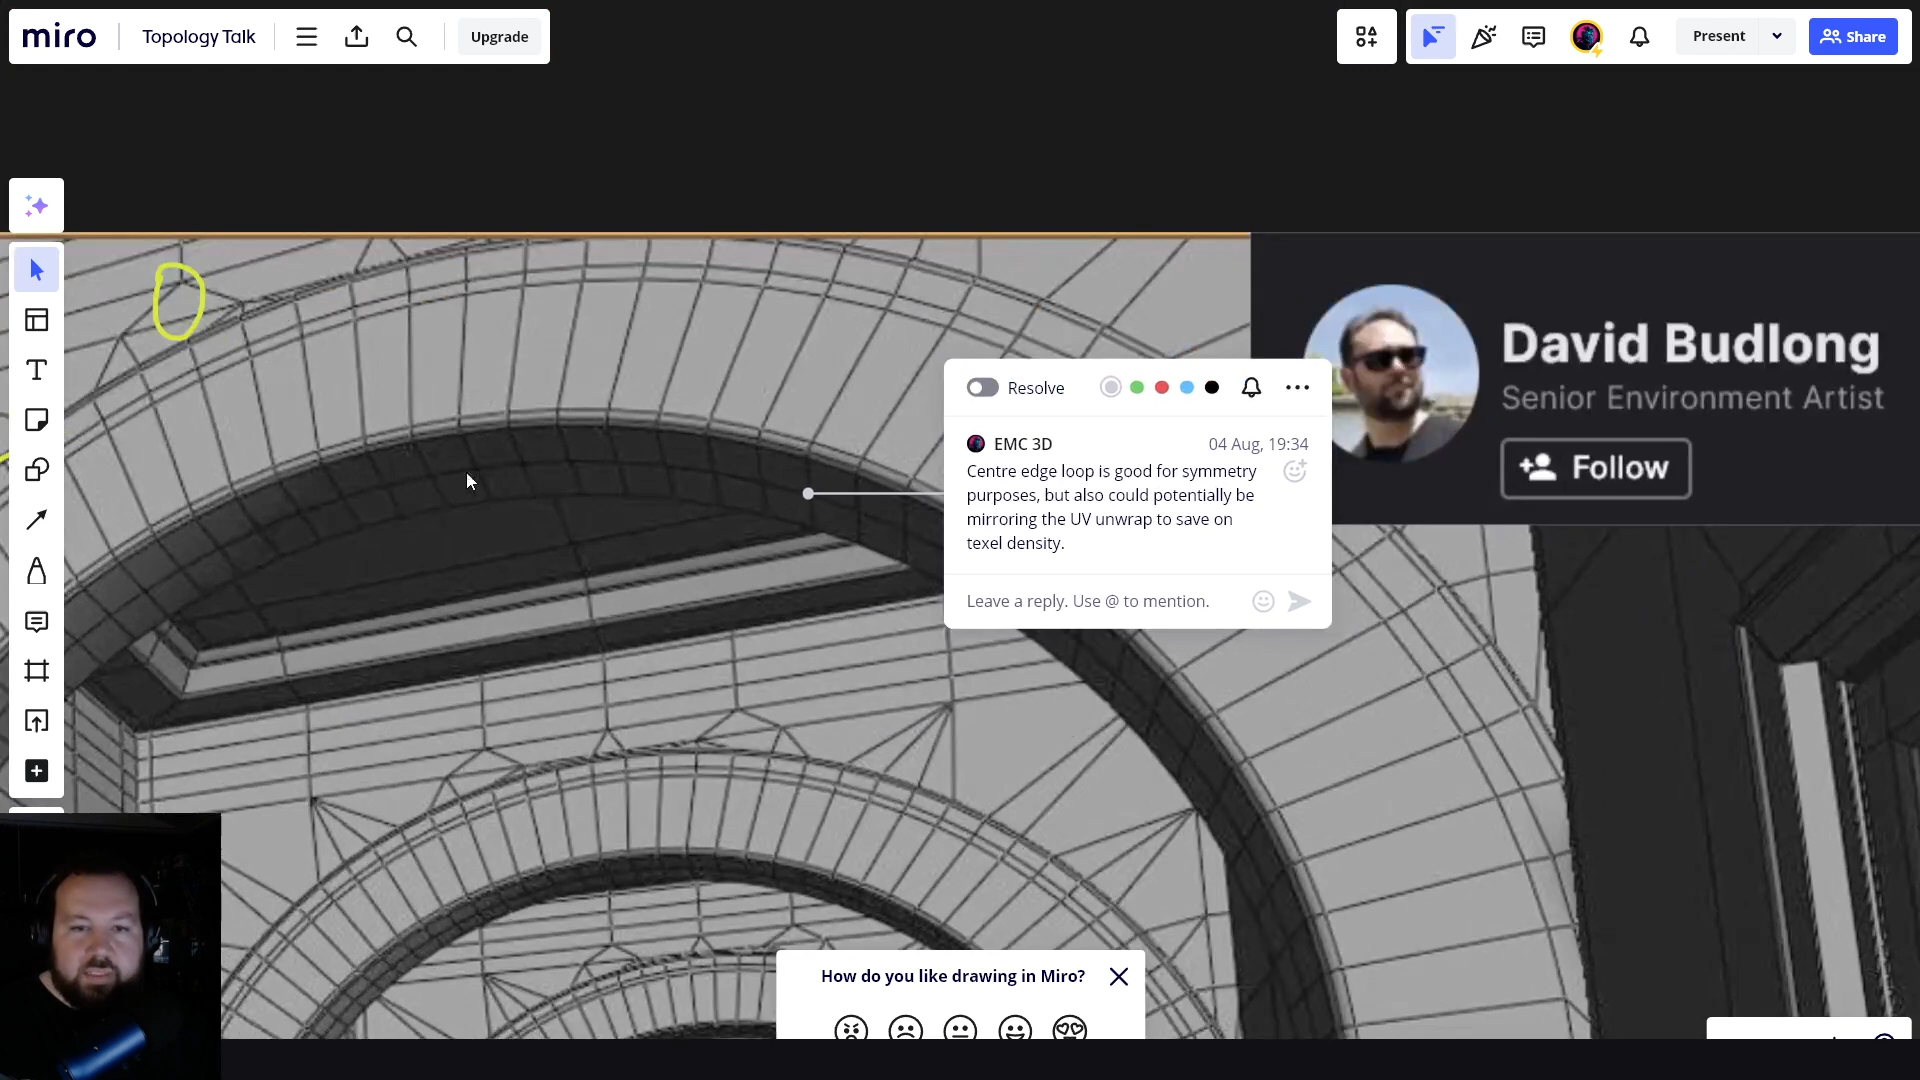 miro
Topology Talk
Upgrade
Present
Share
David Budlong
Senior Environment Artist
Follow
Resolve
EMC 3D
04 Aug, 19:34
Centre edge loop is good for symmetry
purposes, but also could potentially be
mirroring the UV unwrap to save on
texel density.
Leave a reply. Use @ to mention.
How do you like drawing in Miro?